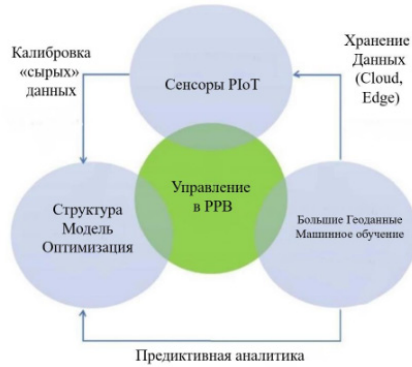 Калибровка
«сырых»
данных
Хранение
Данных
(Cloud,
Edge)
Сенсоры PIoT
Управление
в РРВ
Структура
Модель
Оптимизация
Большие Геоданные
Машинное обучение
Предиктивная аналитика